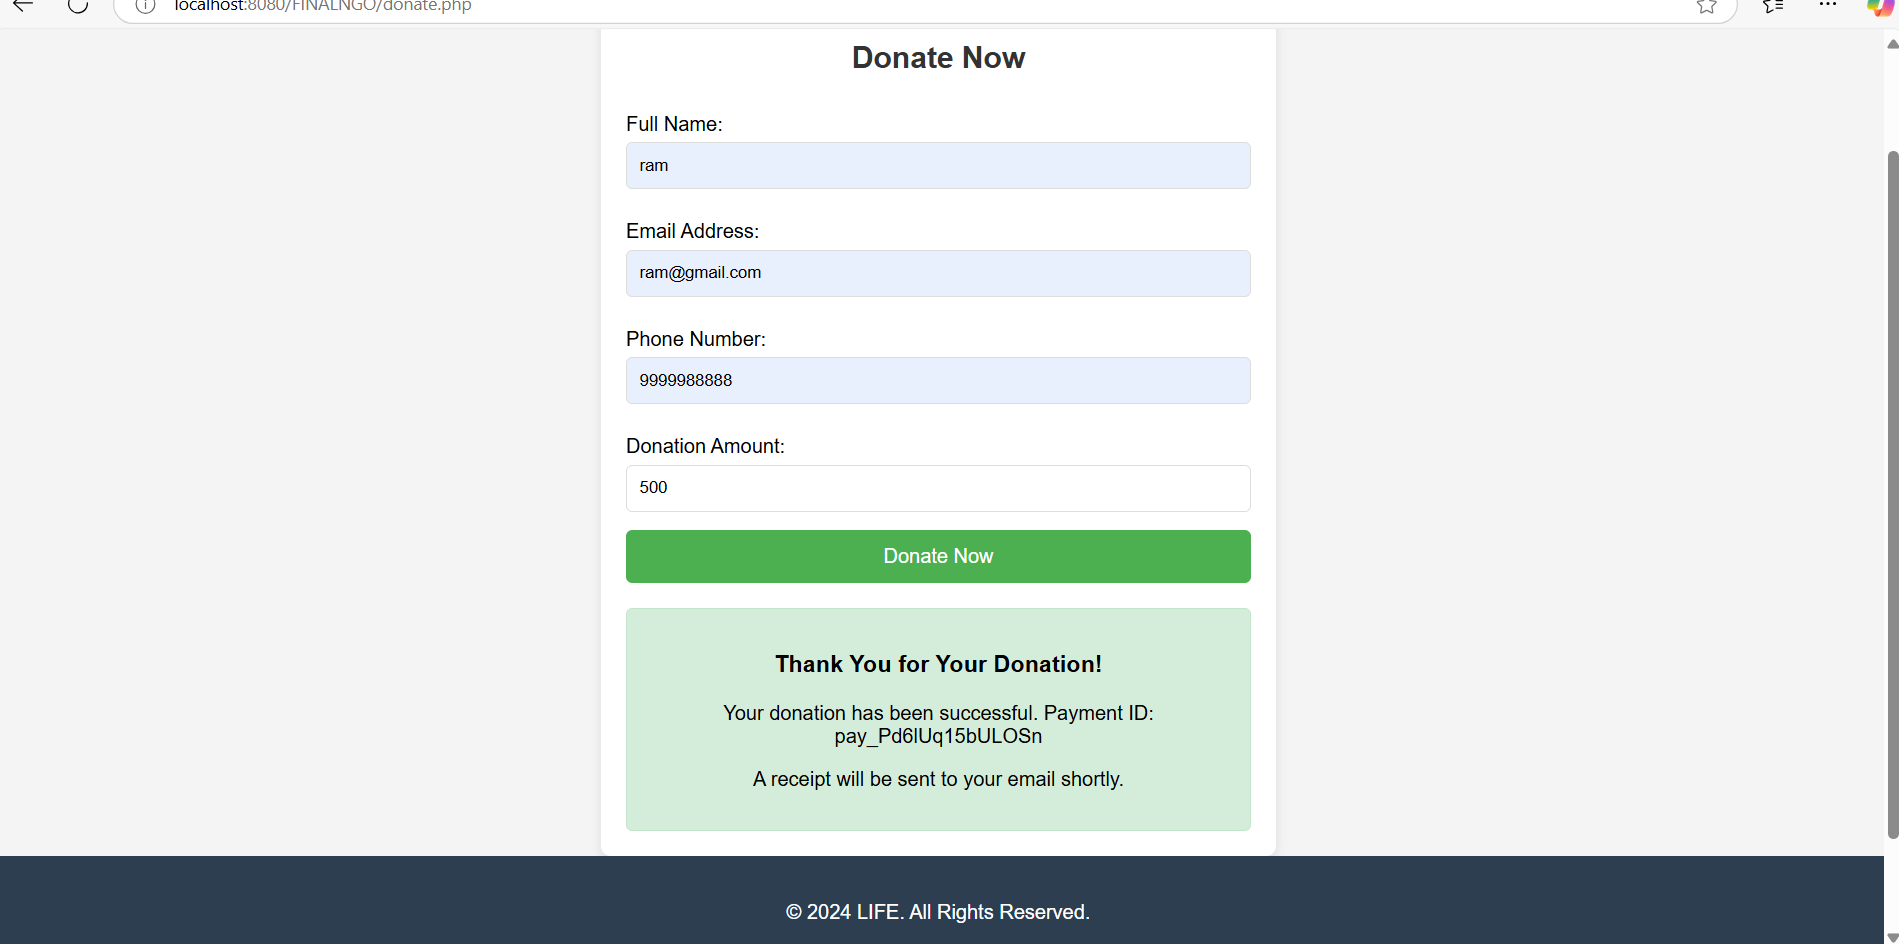 localhost:8080/FINALNGO/donate.php
Donate Now
Full Name:
ram
Email Address:
ram@gmail.com
Phone Number:
9999988888
Donation Amount:
500
Donate Now
Thank You for Your Donation!
Your donation has been successful. Payment ID:
pay_Pd6lUq15bULOSn
A receipt will be sent to your email shortly.
© 2024 LIFE. All Rights Reserved.